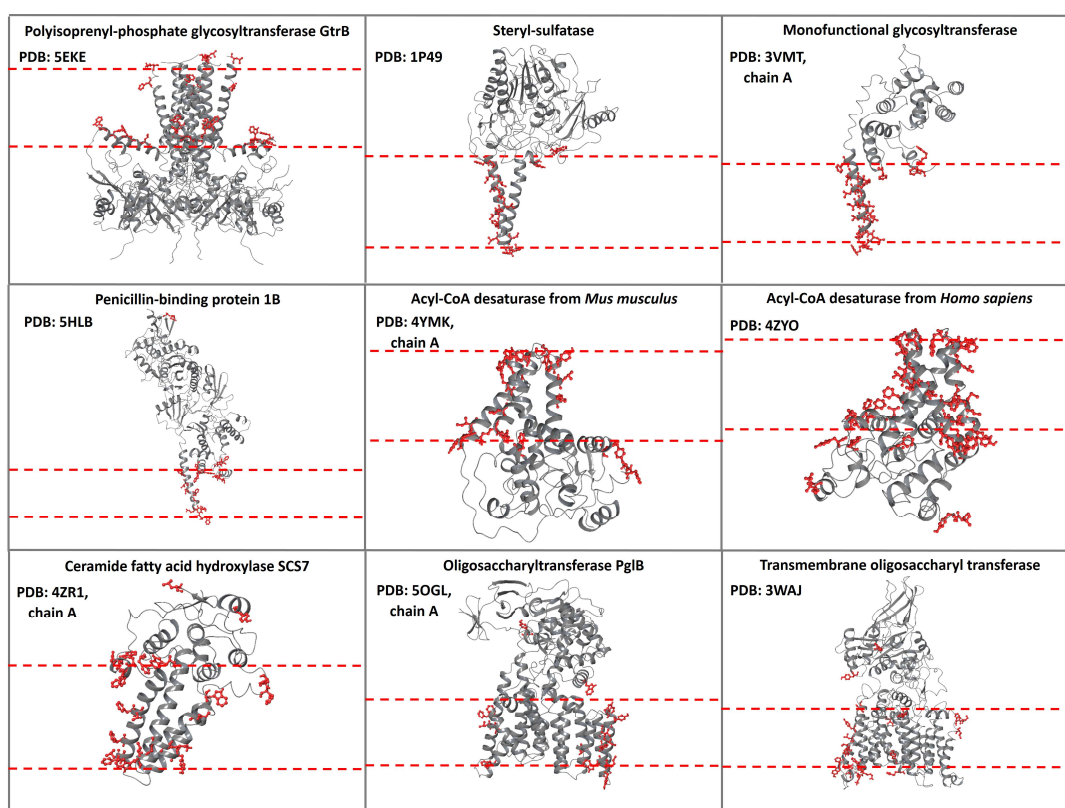 Polyisoprenyl-phosphate glycosyltransferase GtrB
PDB: 5EKE
Steryl-sulfatase
PDB: 1P49
Monofunctional glycosyltransferase
PDB: 3VMT,
chain A
Penicillin-binding protein 1B
PDB: 5HLB
Acyl-CoA desaturase from Mus musculus
PDB: 4YMK,
chain A
Acyl-CoA desaturase from Homo sapiens
PDB: 4ZYO
Ceramide fatty acid hydroxylase SCS7
PDB: 4ZR1,
chain A
Oligosaccharyltransferase PglB
PDB: 5OGL,
chain A
Transmembrane oligosaccharyl transferase
PDB: 3WAJ